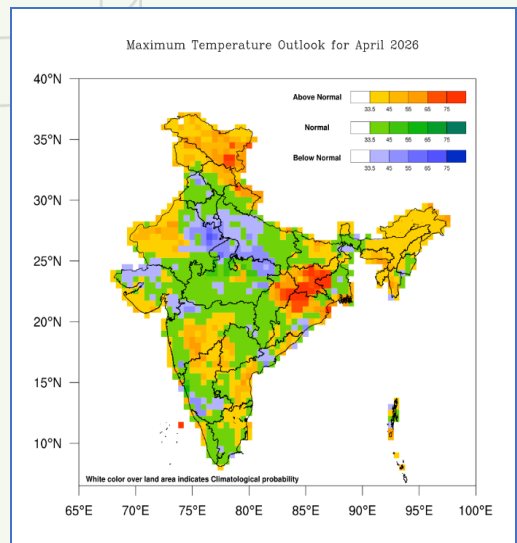 Maximum Temperature Outlook for April 2026
40°N
35°N
30°N
25°N
20°N
15°N
10°N
Above Normal
33.5 45 55 65 75
Normal
33.5 45 55 65 75
Below Normal
33.5 45 55 65 75
White color over land area indicates Climatological probability
65°E 70°E 75°E 80°E 85°E 90°E 95°E 100°E